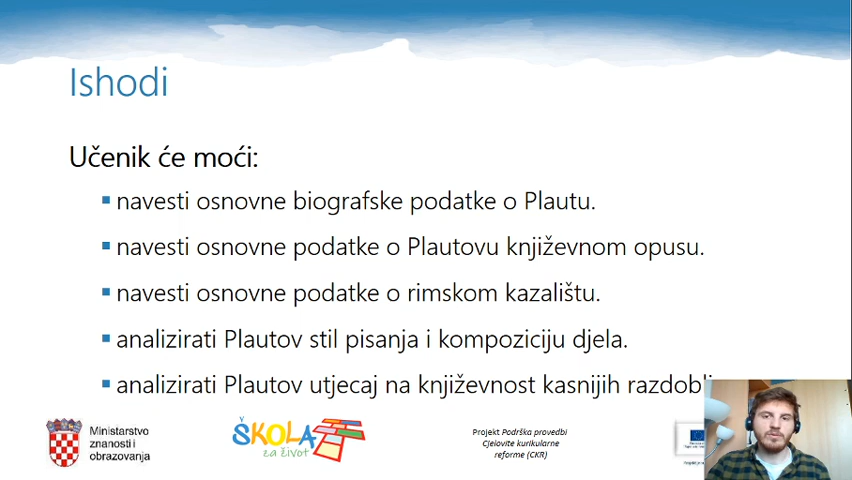 Ishodi
Učenik će moći:
navesti osnovne biografske podatke o Plautu.
navesti osnovne podatke o Plautovu književnom opusu.
navesti osnovne podatke o rimskom kazalištu.
analizirati Plautov stil pisanja i kompoziciju djela.
analizirati Plautov utjecaj na književnost kasnijih
Ministarstvo
znanosti i
obrazovanja
ŠKOLA
za život
Projekt Podrška provedbi
Cjelovite kurikularne
reforme (CKR)